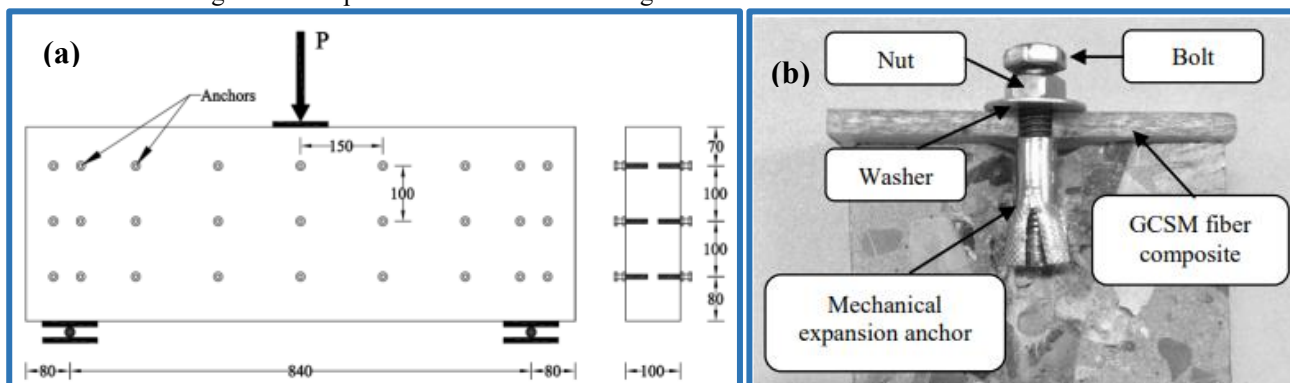 (a)
P
Anchors
150
100
70
100
100
80
80
840
80
100
(b)
Nut
Bolt
Washer
GCSM fiber
composite
Mechanical
expansion anchor